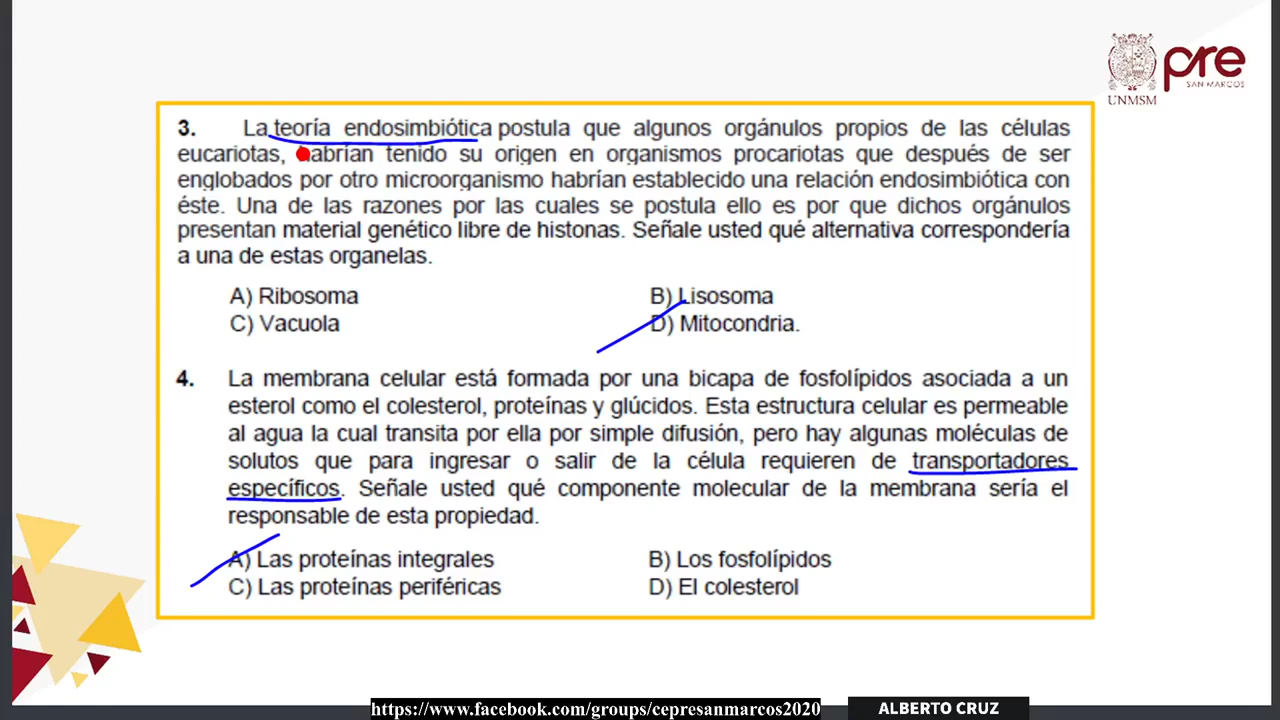 pre
SAN MARCOS
UNMSM
3. La teoría endosimbiótica postula que algunos orgánulos propios de las células
eucariotas, habrían tenido su origen en organismos procariotas que después de ser
englobados por otro microorganismo habrían establecido una relación endosimbiótica con
éste. Una de las razones por las cuales se postula ello es por que dichos orgánulos
presentan material genético libre de histonas. Señale usted qué alternativa correspondería
a una de estas organelas.
A) Ribosoma B) Lisosoma
C) Vacuola D) Mitocondria.
4. La membrana celular está formada por una bicapa de fosfolípidos asociada a un
esterol como el colesterol, proteínas y glúcidos. Esta estructura celular es permeable
al agua la cual transita por ella por simple difusión, pero hay algunas moléculas de
solutos que para ingresar o salir de la célula requieren de transportadores
específicos. Señale usted qué componente molecular de la membrana sería el
responsable de esta propiedad.
A) Las proteínas integrales B) Los fosfolípidos
C) Las proteínas periféricas D) El colesterol
https://www.facebook.com/groups/cepresanmarcos2020 ALBERTO CRUZ